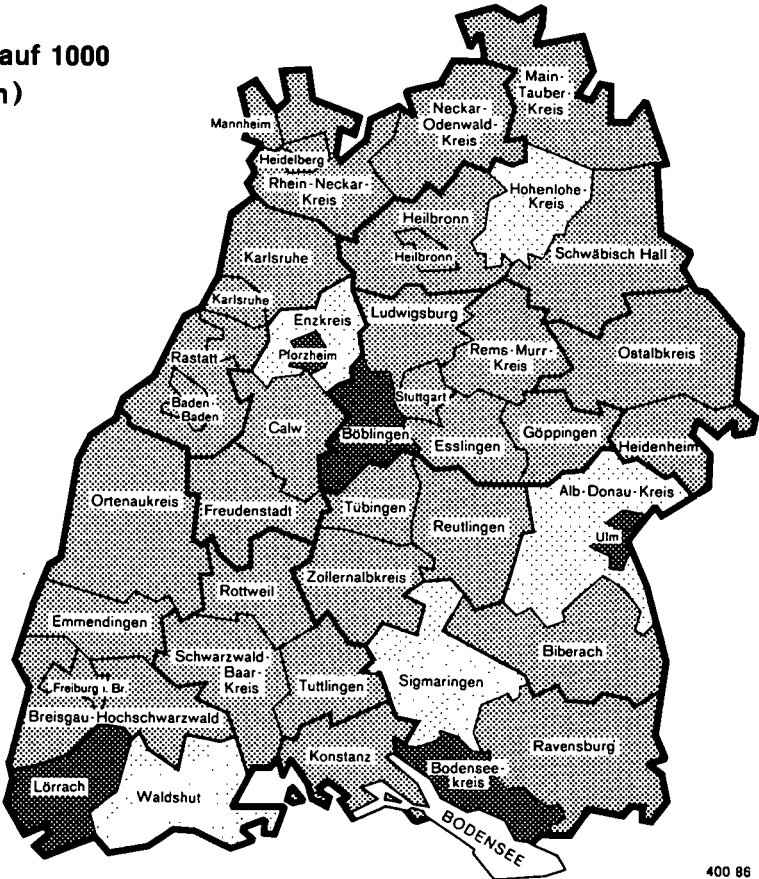 auf 1000
n)
Main-
Tauber-
Kreis
Neckar-
Odenwald-
Kreis
Mannheim
Heidelberg
Rhein-Neckar-
Kreis
Hohenlohe-
Kreis
Heilbronn
Heilbronn
Schwäbisch Hall
Karlsruhe
Karlsruhe
Enzkreis
Pforzheim
Ludwigsburg
Rems-Murr-
Kreis
Ostalbkreis
Rastatt
Baden-
Baden
Calw
Stuttgart
Böblingen
Esslingen
Göppingen
Heidenheim
Ortenaukreis
Freudenstadt
Tübingen
Reutlingen
Alb-Donau-Kreis
Ulm
Rottweil
Zollernalbkreis
Emmendingen
Schwarzwald-
Baar-
Kreis
Freiburg i. Br.
Breisgau-Hochschwarzwald
Tuttlingen
Sigmaringen
Biberach
Konstanz
Bodensee-
kreis
Ravensburg
Lörrach
Waldshut
BODENSEE
400 86